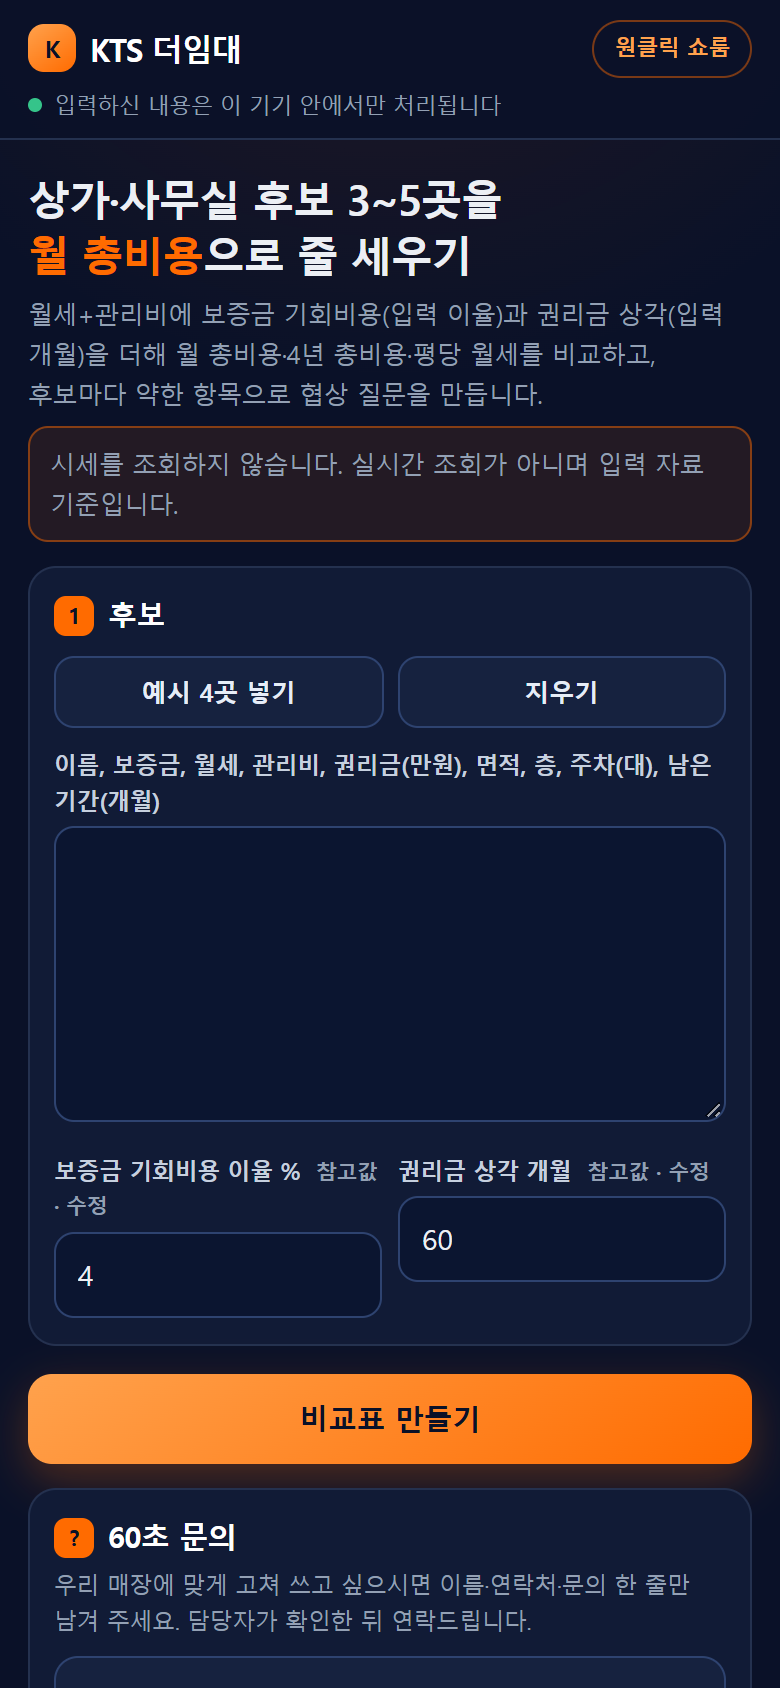 K KTS 더임대
원클릭 쇼룸
입력하신 내용은 이 기기 안에서만 처리됩니다
상가·사무실 후보 3~5곳을
월 총비용으로 줄 세우기
월세+관리비에 보증금 기회비용(입력 이율)과 권리금 상각(입력
개월)을 더해 월 총비용·4년 총비용·평당 월세를 비교하고,
후보마다 약한 항목으로 협상 질문을 만듭니다.
시세를 조회하지 않습니다. 실시간 조회가 아니며 입력 자료
기준입니다.
1 후보
예시 4곳 넣기
지우기
이름, 보증금, 월세, 관리비, 권리금(만원), 면적, 층, 주차(대), 남은
기간(개월)
보증금 기회비용 이율 % 참고값
· 수정
4
권리금 상각 개월 참고값 · 수정
60
비교표 만들기
? 60초 문의
우리 매장에 맞게 고쳐 쓰고 싶으시면 이름·연락처·문의 한 줄만
남겨 주세요. 담당자가 확인한 뒤 연락드립니다.